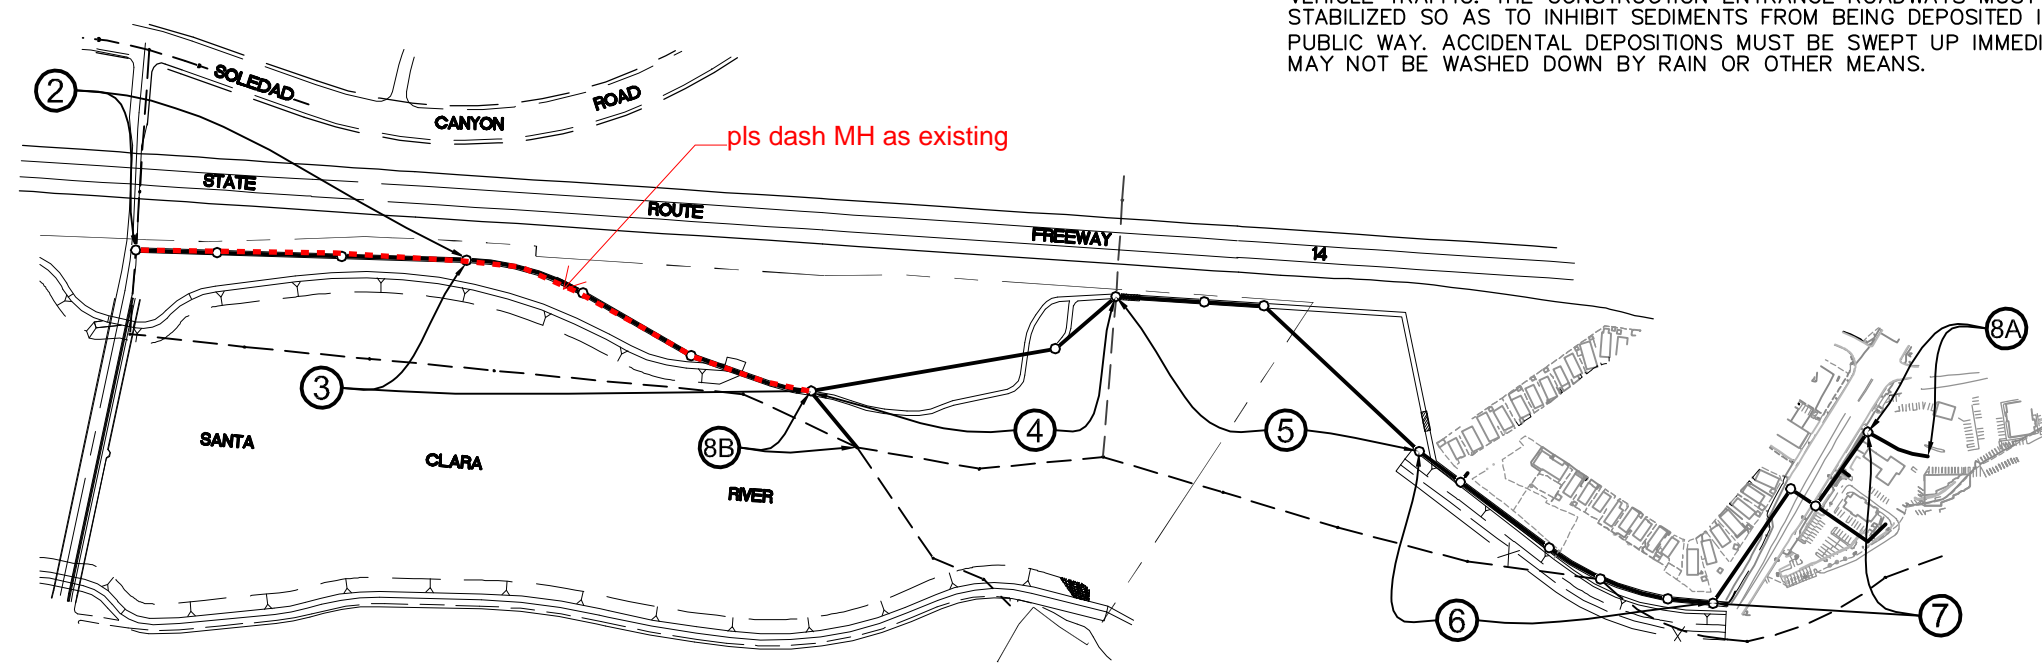 VEHICLE TRAFFIC. THE CONSTRUCTION ENTRANCE ROADWAYS MUST
STABILIZED SO AS TO INHIBIT SEDIMENTS FROM BEING DEPOSITED I
PUBLIC WAY. ACCIDENTAL DEPOSITIONS MUST BE SWEPT UP IMMEDI
MAY NOT BE WASHED DOWN BY RAIN OR OTHER MEANS.
2
SOLEDAD
CANYON
ROAD
pls dash MH as existing
STATE
ROUTE
FREEWAY
14
8A
3
8B
4
5
SANTA
CLARA
RIVER
6
7